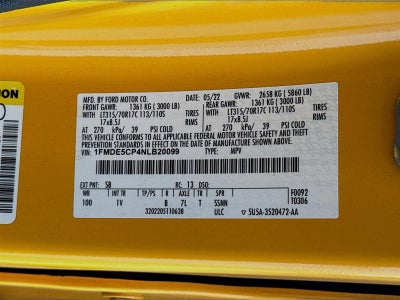 MFD. BY FORD MOTOR CO. 05/22 GVWR: 2658 KG ( 5860 LB)
FRONT GAWR: 1361 KG (3000 LB) REAR GAWR: 1361 KG ( 3000 LB)
WITH LT315/70R17C 113/110S TIRES WITH LT315/70R17C 113/110S TIRES
17x8.5J RIMS 17x8.5J RIMS
AT 270 kPa/ 39 PSI COLD AT 270 kPa/ 39 PSI COLD
THIS VEHICLE CONFORMS TO ALL APPLICABLE FEDERAL MOTOR VEHICLE SAFETY AND THEFT
PREVENTION STANDARDS IN EFFECT ON THE DATE OF MANUFACTURE SHOWN ABOVE.
VIN: 1FMDE5CP4NLB20099 TYPE: MPV
EXT PNT: SB RC: 13 DSO:
WB INT TR TP/PS R AXLE TR SPR F0092
100 1V B 7L T SSNN T0306
3202205110638 ULC 5U5A-3520472-AA